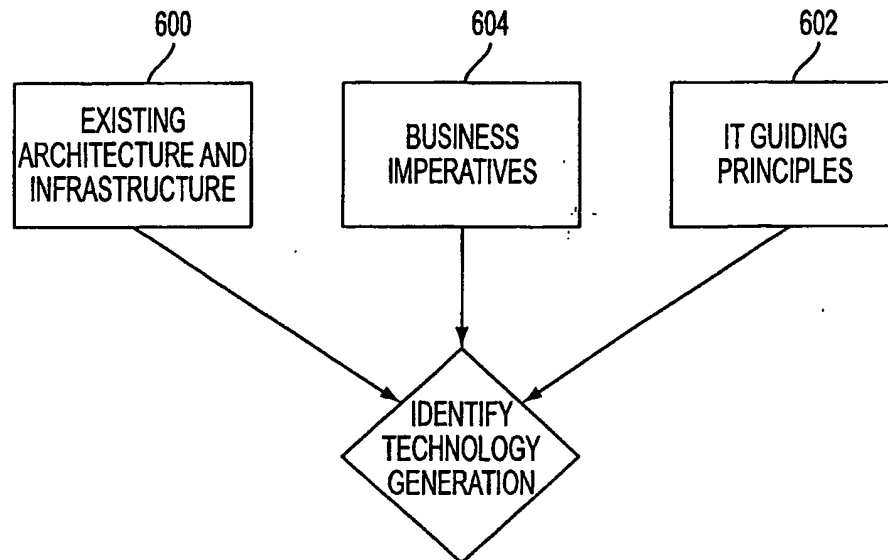 600
604
602
EXISTING
ARCHITECTURE AND
INFRASTRUCTURE
BUSINESS
IMPERATIVES
IT GUIDING
PRINCIPLES
IDENTIFY
TECHNOLOGY
GENERATION